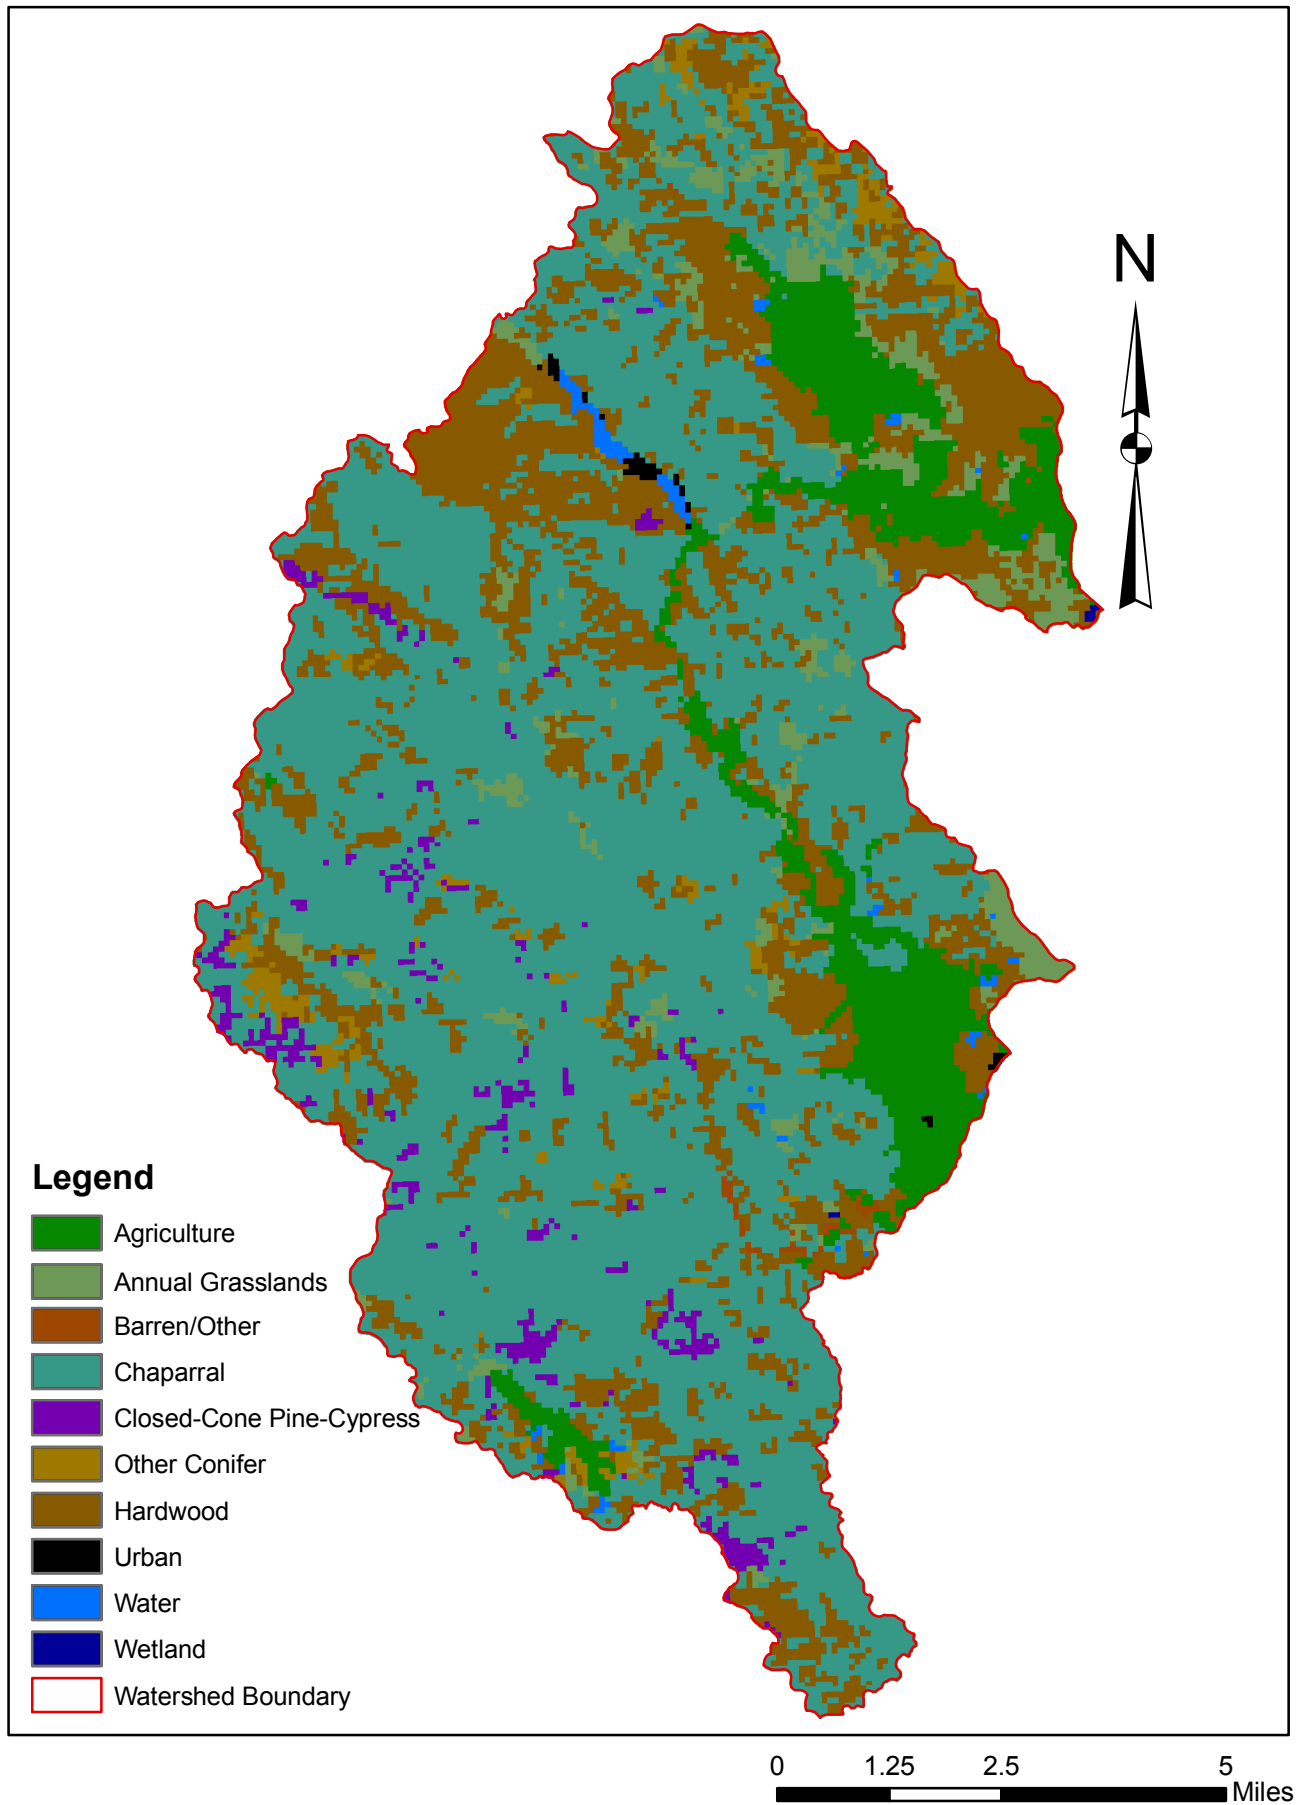 N
Legend
Agriculture
Annual Grasslands
Barren/Other
Chaparral
Closed-Cone Pine-Cypress
Other Conifer
Hardwood
Urban
Water
Wetland
Watershed Boundary
0 1.25 2.5 5
Miles